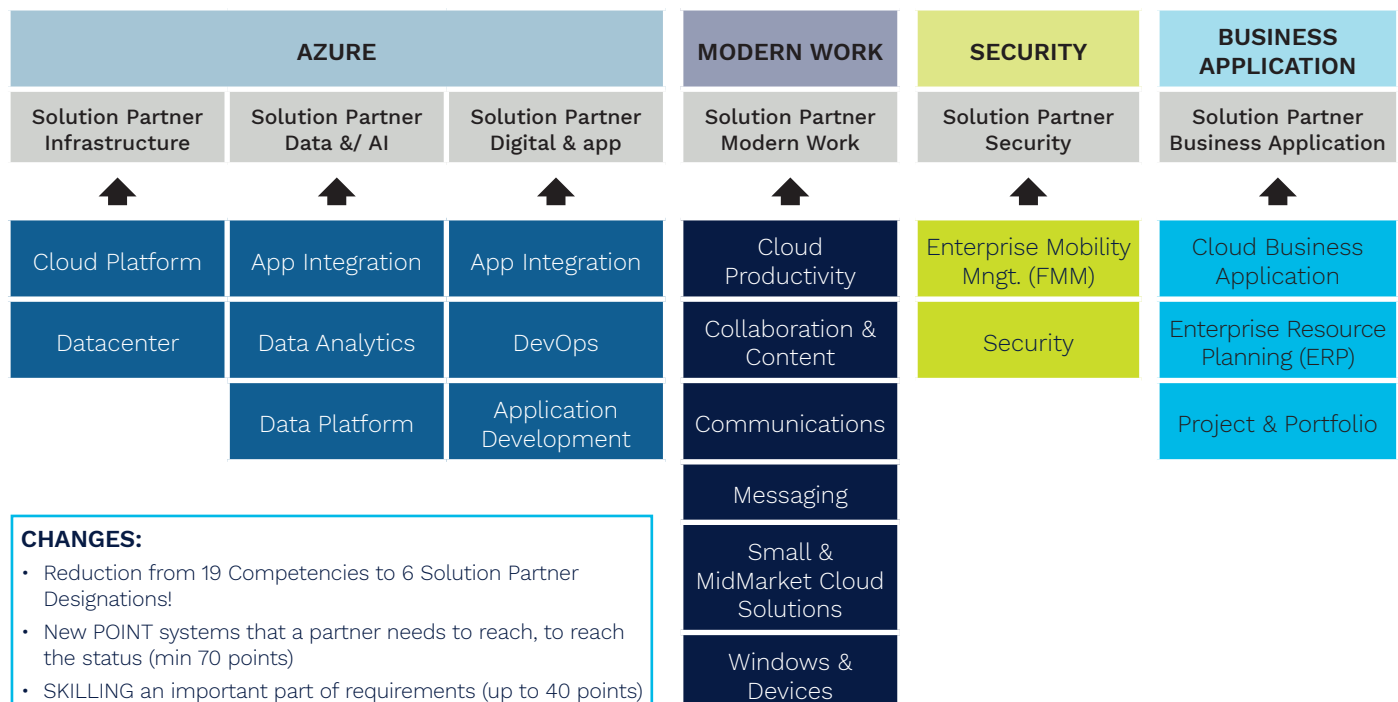 AZURE
MODERN WORK
SECURITY
BUSINESS
APPLICATION
Solution Partner
Infrastructure
Solution Partner
Data &/ AI
Solution Partner
Digital & app
Solution Partner
Modern Work
Solution Partner
Security
Solution Partner
Business Application
Cloud Platform
App Integration
App Integration
Cloud
Productivity
Enterprise Mobility
Mngt. (FMM)
Cloud Business
Application
Datacenter
Data Analytics
DevOps
Collaboration &
Content
Security
Enterprise Resource
Planning (ERP)
Data Platform
Application
Development
Communications
Project & Portfolio
Messaging
Small &
MidMarket Cloud
Solutions
Windows &
Devices
CHANGES:
• Reduction from 19 Competencies to 6 Solution Partner
Designations!
• New POINT systems that a partner needs to reach, to reach
the status (min 70 points)
• SKILLING an important part of requirements (up to 40 points)